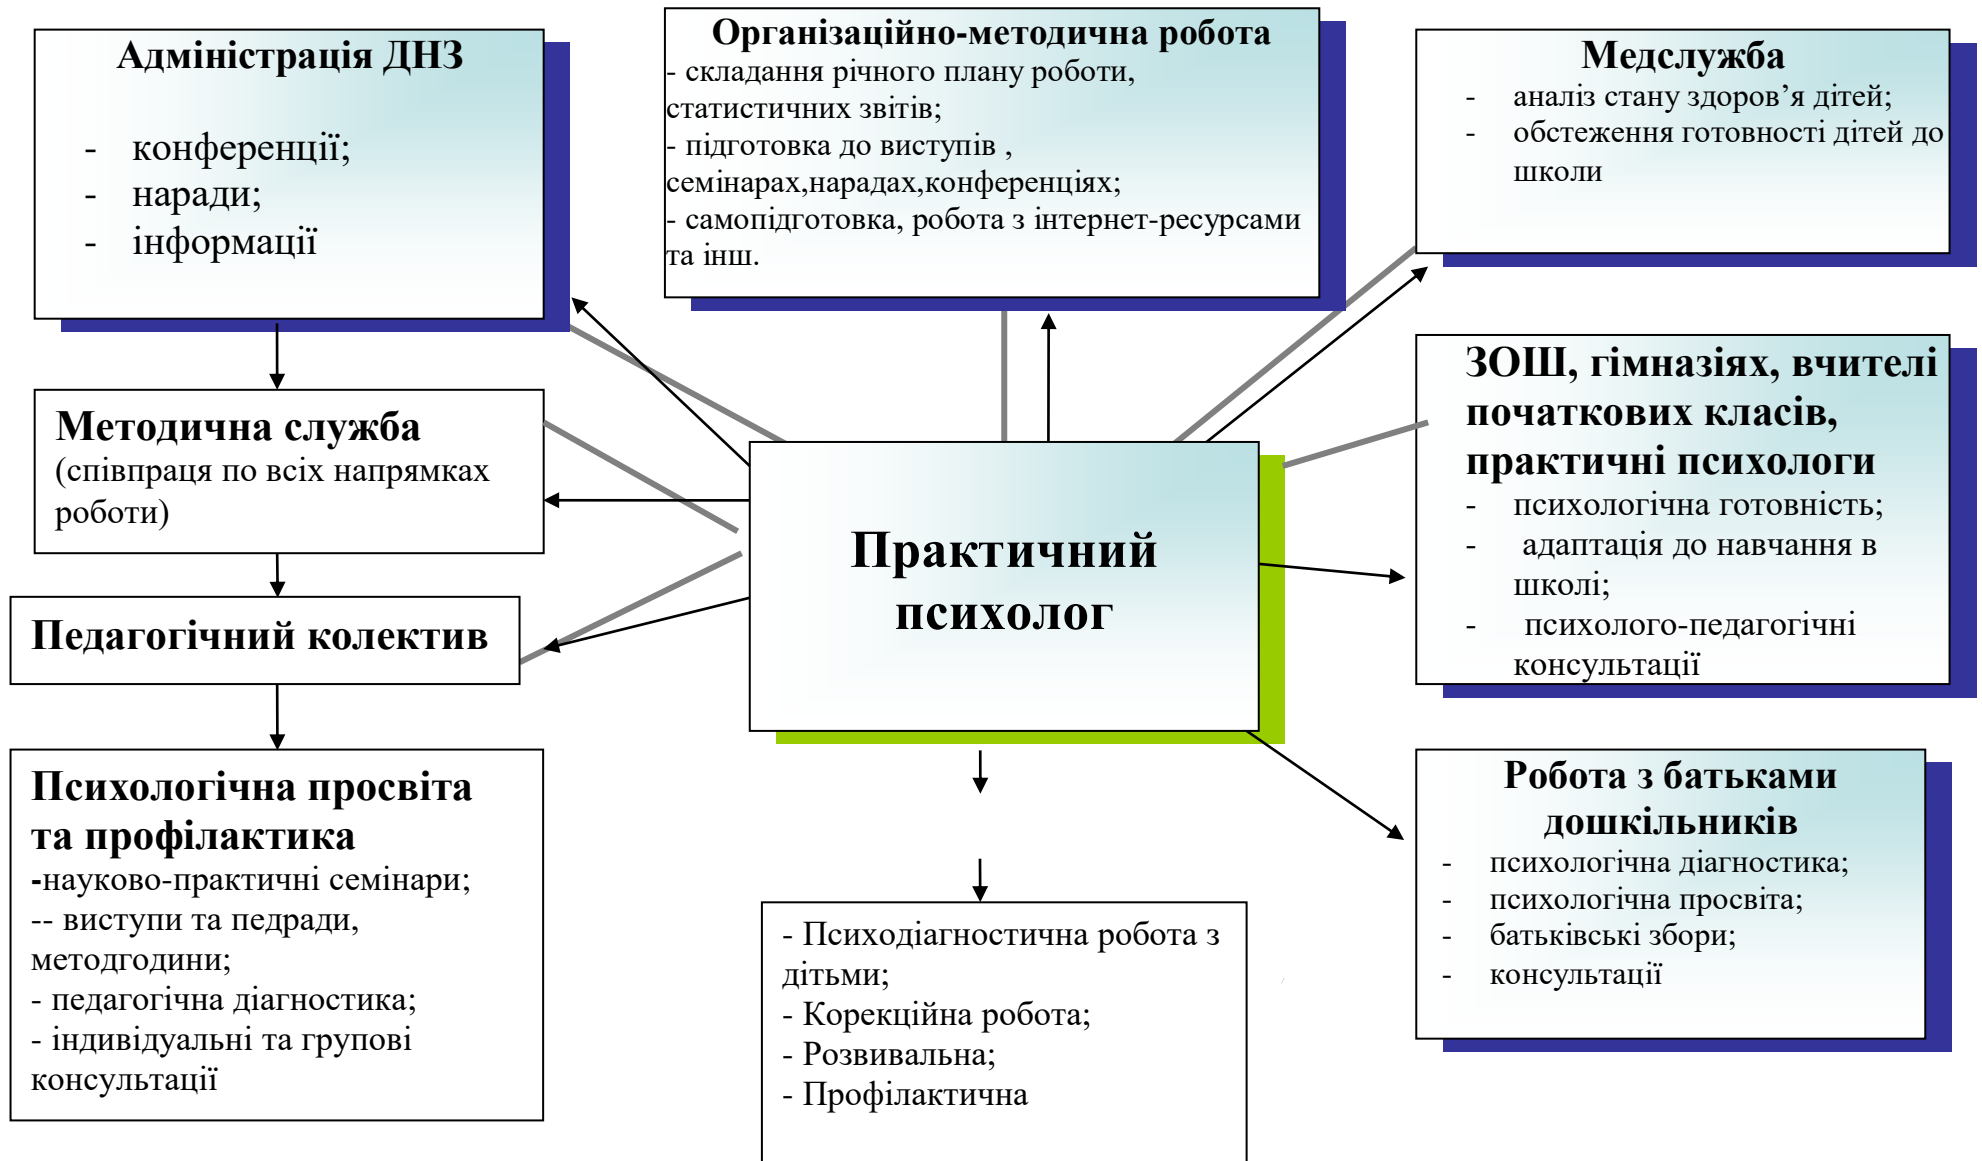 Адміністрація ДНЗ
- конференції;
- наради;
- інформації
Організаційно-методична робота
- складання річного плану роботи,
статистичних звітів;
- підготовка до виступів ,
семінарах,нарадах,конференціях;
- самопідготовка, робота з інтернет-ресурсами
та інш.
Медслужба
- аналіз стану здоров’я дітей;
- обстеження готовності дітей до
школи
Методична служба
(співпраця по всіх напрямках
роботи)
ЗОШ, гімназіях, вчителі
початкових класів,
практичні психологи
- психологічна готовність;
- адаптація до навчання в
школі;
- психолого-педагогічні
консультації
Практичний
психолог
Педагогічний колектив
Психологічна просвіта
та профілактика
-науково-практичні семінари;
-- виступи та педради,
методгодини;
- педагогічна діагностика;
- індивідуальні та групові
консультації
- Психодіагностична робота з
дітьми;
- Корекційна робота;
- Розвивальна;
- Профілактична
Робота з батьками
дошкільників
- психологічна діагностика;
- психологічна просвіта;
- батьківські збори;
- консультації